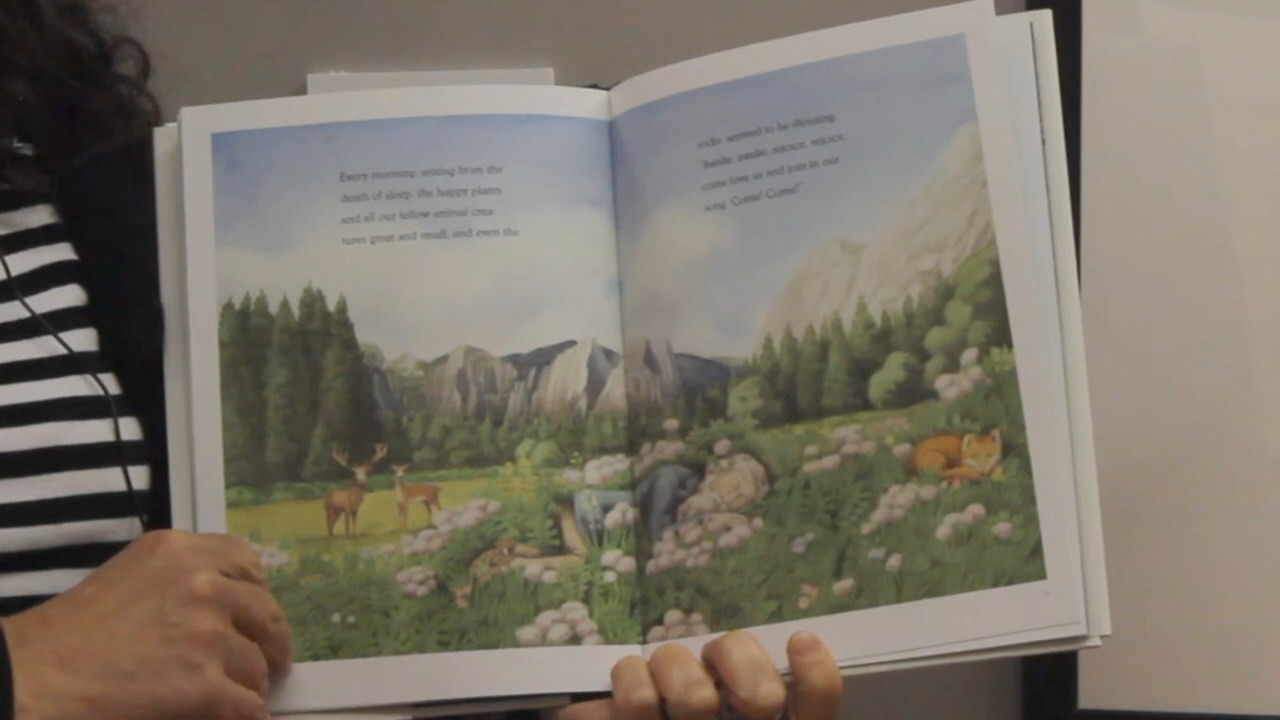 Every morning, arising from the
death of sleep, the happy plants
and all our fellow animal crea-
tures great and small, and even the
rocks, seemed to be shouting,
"Awake, awake, rejoice, rejoice,
come love us and join in our
song. Come! Come!"